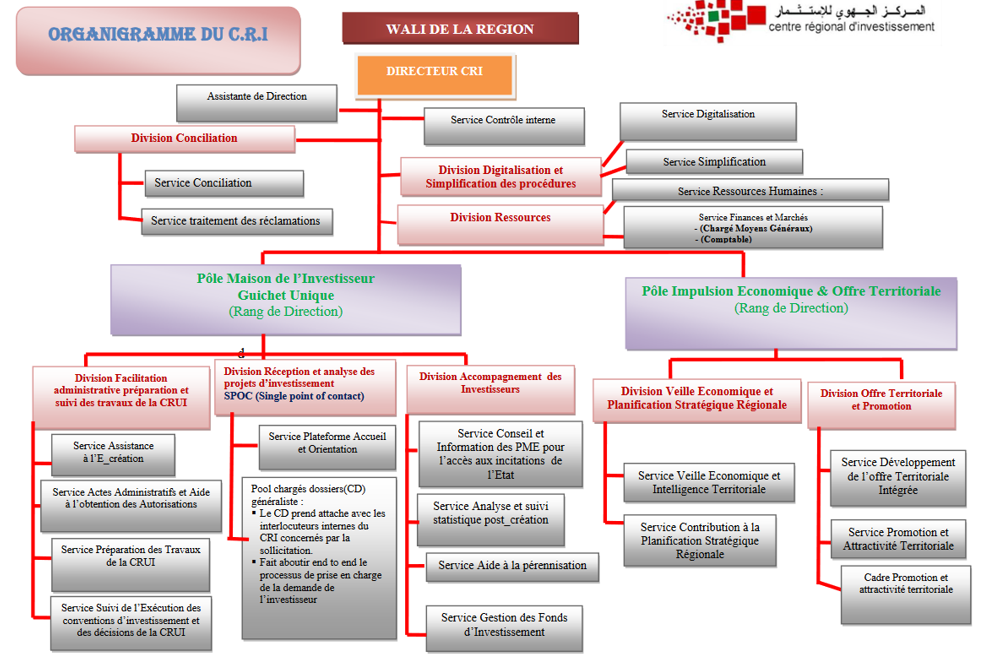 ORGANIGRAMME DU C.R.I
WALI DE LA REGION
المركز الجهوي للإستثمار
centre régional d'investissement
DIRECTEUR CRI
Assistante de Direction
Service Contrôle interne
Service Digitalisation
Division Conciliation
Service Simplification
Division Digitalisation et
Simplification des procédures
Service Conciliation
Service Ressources Humaines :
Service traitement des réclamations
Division Ressources
Service Finances et Marchés
- (Chargé Moyens Généraux)
- (Comptable)
Pôle Maison de l'Investisseur
Guichet Unique
(Rang de Direction)
Pôle Impulsion Economique & Offre Territoriale
(Rang de Direction)
d
Division Facilitation
administrative préparation et
suivi des travaux de la CRUI
Division Réception et analyse des
projets d'investissement
SPOC (Single point of contact)
Division Accompagnement des
Investisseurs
Division Veille Economique et
Planification Stratégique Régionale
Division Offre Territoriale
et Promotion
Service Assistance
à l'E_création
Service Actes Administratifs et Aide
à l'obtention des Autorisations
Service Préparation des Travaux
de la CRUI
Service Suivi de l'Exécution des
conventions d'investissement et
des décisions de la CRUI
Service Plateforme Accueil
et Orientation
Pool chargés dossiers(CD)
généraliste :
▪ Le CD prend attache avec les
interlocuteurs internes du
CRI concernés par la
sollicitation.
▪ Fait aboutir end to end le
processus de prise en charge
de la demande de
l'investisseur
Service Conseil et
Information des PME pour
l'accès aux incitations de
l'Etat
Service Analyse et suivi
statistique post_création
Service Aide à la pérennisation
Service Gestion des Fonds
d'Investissement
Service Veille Economique et
Intelligence Territoriale
Service Contribution à la
Planification Stratégique
Régionale
Service Développement
de l'offre Territoriale
Intégrée
Service Promotion et
Attractivité Territoriale
Cadre Promotion et
attractivité territoriale